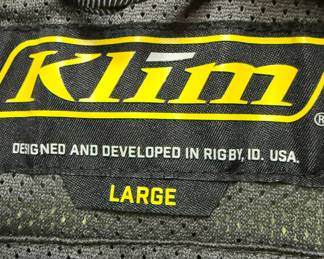 Klim®
DESIGNED AND DEVELOPED IN RIGBY, ID. USA.
LARGE